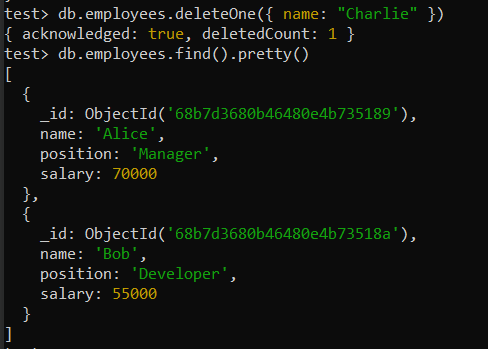 test> db.employees.deleteOne({ name: "Charlie" })
{ acknowledged: true, deletedCount: 1 }
test> db.employees.find().pretty()
[
  {
    _id: ObjectId('68b7d3680b46480e4b735189'),
    name: 'Alice',
    position: 'Manager',
    salary: 70000
  },
  {
    _id: ObjectId('68b7d3680b46480e4b73518a'),
    name: 'Bob',
    position: 'Developer',
    salary: 55000
  }
]